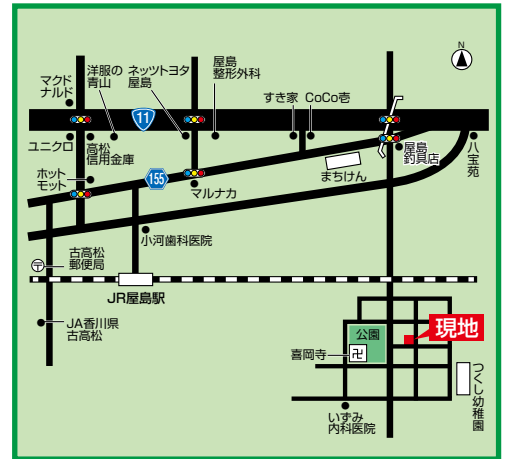 N
マクド
ナルド
洋服の
青山
ネッツトヨタ
屋島
屋島
整形外科
すき家
CoCo壱
11
ユニクロ
高松
信用金庫
屋島
釣具店
八宝苑
まちけん
ホット
モット
155
マルナカ
小河歯科医院
古高松
郵便局
〒
JR屋島駅
JA香川県
古高松
公園
現地
喜岡寺
卍
つくし幼稚園
いずみ
内科医院